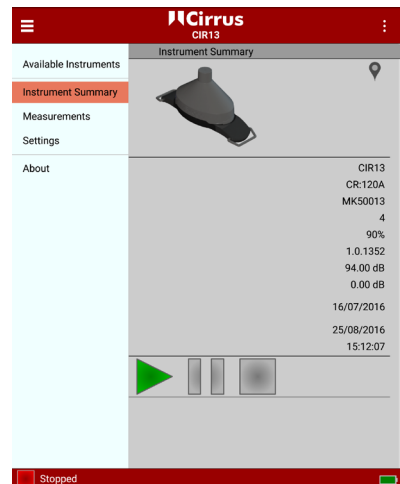 Cirrus
CIR13
Instrument Summary
Available Instruments
Instrument Summary
Measurements
Settings
About
CIR13
CR:120A
MK50013
4
90%
1.0.1352
94.00 dB
0.00 dB
16/07/2016
25/08/2016
15:12:07
Stopped